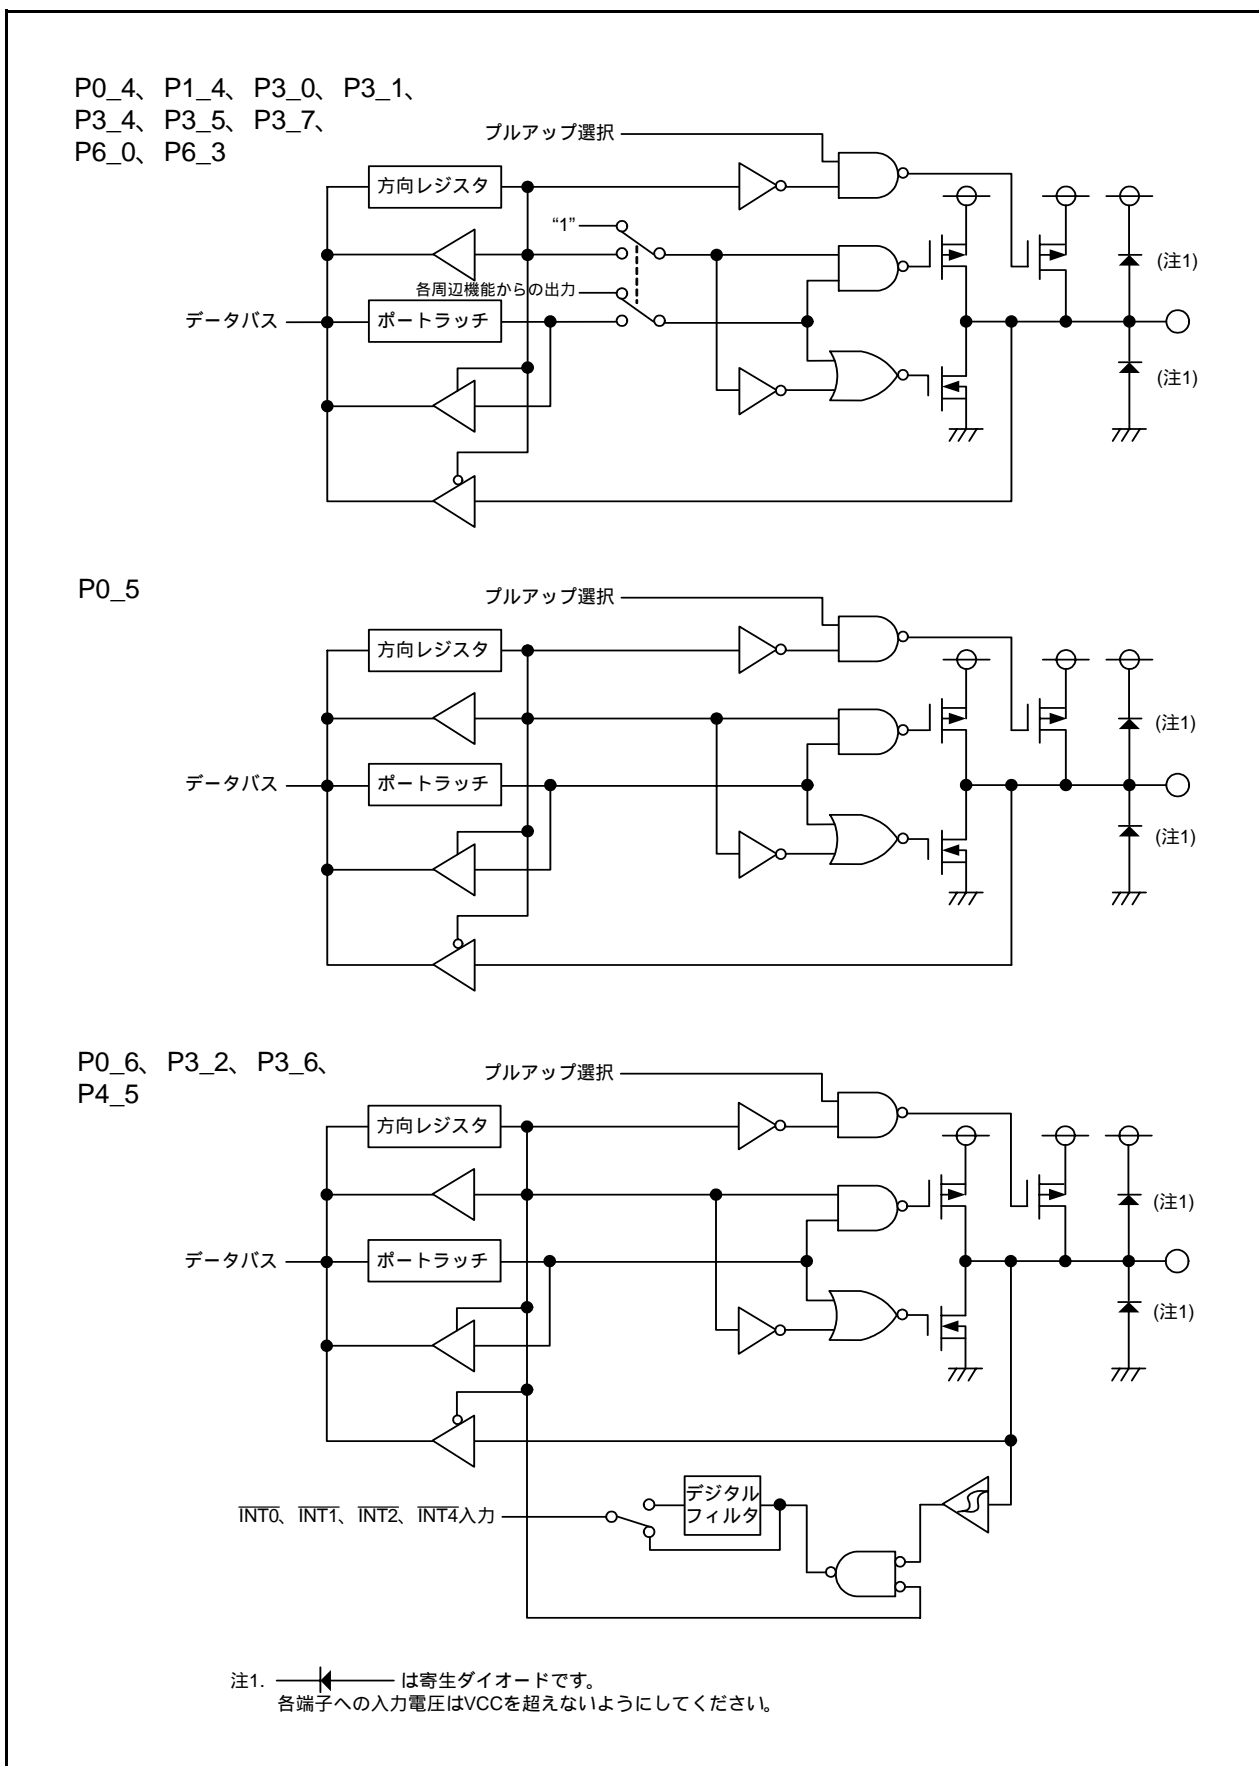 P0_4、 P1_4、 P3_0、 P3_1、
P3_4、 P3_5、 P3_7、
P6_0、 P6_3
プルアップ選択
方向レジスタ
“1”
(注1)
各周辺機能からの出力
データバス
ポートラッチ
(注1)
P0_5
プルアップ選択
方向レジスタ
(注1)
データバス
ポートラッチ
(注1)
P0_6、 P3_2、 P3_6、
P4_5
プルアップ選択
方向レジスタ
(注1)
データバス
ポートラッチ
(注1)
デジタル
フィルタ
INT0、 INT1、 INT2、 INT4入力
注1. は寄生ダイオードです。
各端子への入力電圧はVCCを超えないようにしてください。